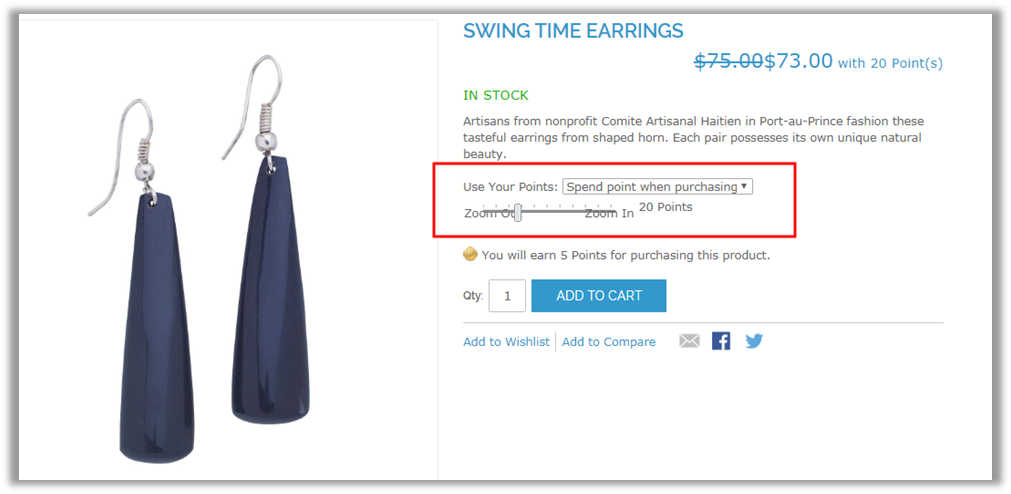 SWING TIME EARRINGS
$75.00$73.00 with 20 Point(s)
IN STOCK
Artisans from nonprofit Comite Artisanal Haitien in Port-au-Prince fashion these
tasteful earrings from shaped horn. Each pair possesses its own unique natural
beauty.
Use Your Points: Spend point when purchasing
Zoom Out Zoom In 20 Points
You will earn 5 Points for purchasing this product.
Qty: 1 ADD TO CART
Add to Wishlist Add to Compare